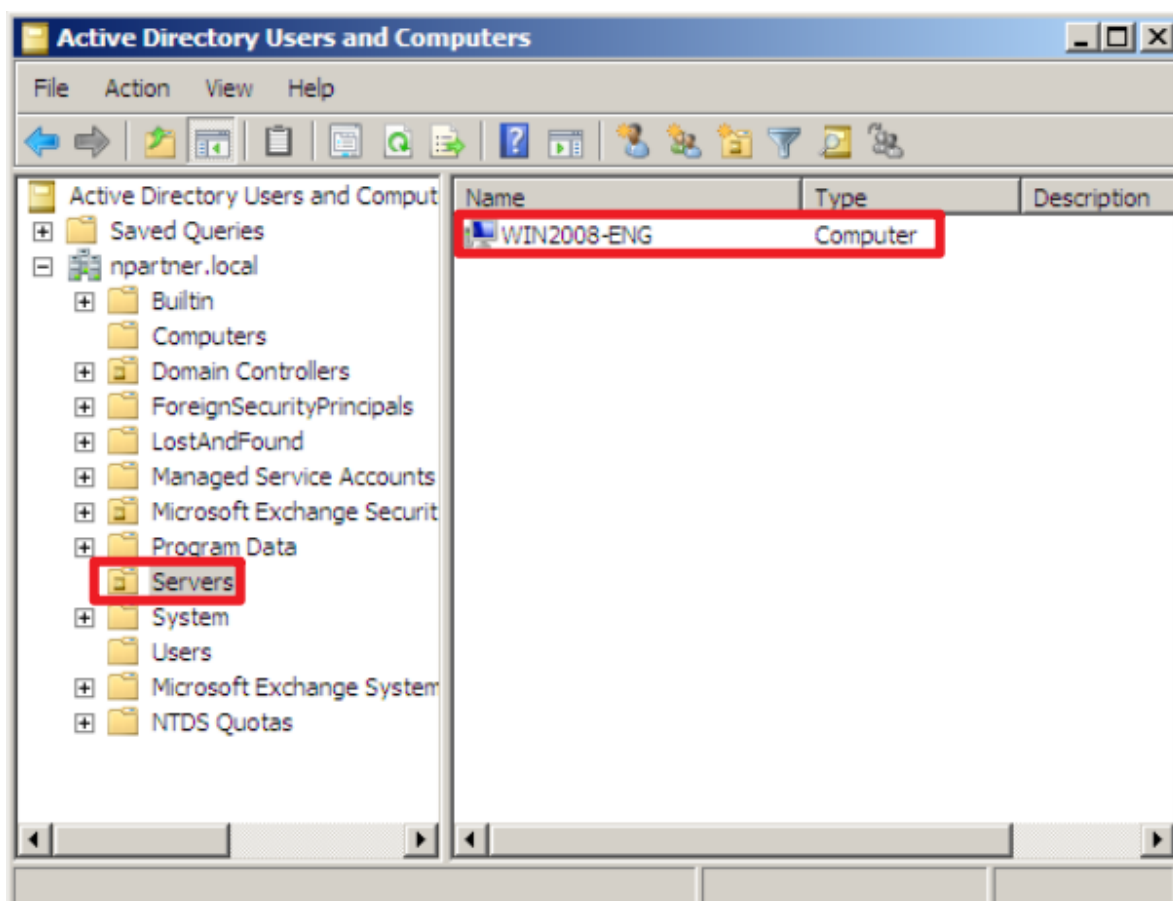 Active Directory Users and Computers
File Action View Help
Active Directory Users and Comput
Saved Queries
npartner.local
Builtin
Computers
Domain Controllers
ForeignSecurityPrincipals
LostAndFound
Managed Service Accounts
Microsoft Exchange Securit
Program Data
Servers
System
Users
Microsoft Exchange System
NTDS Quotas
Name Type Description
WIN2008-ENG Computer